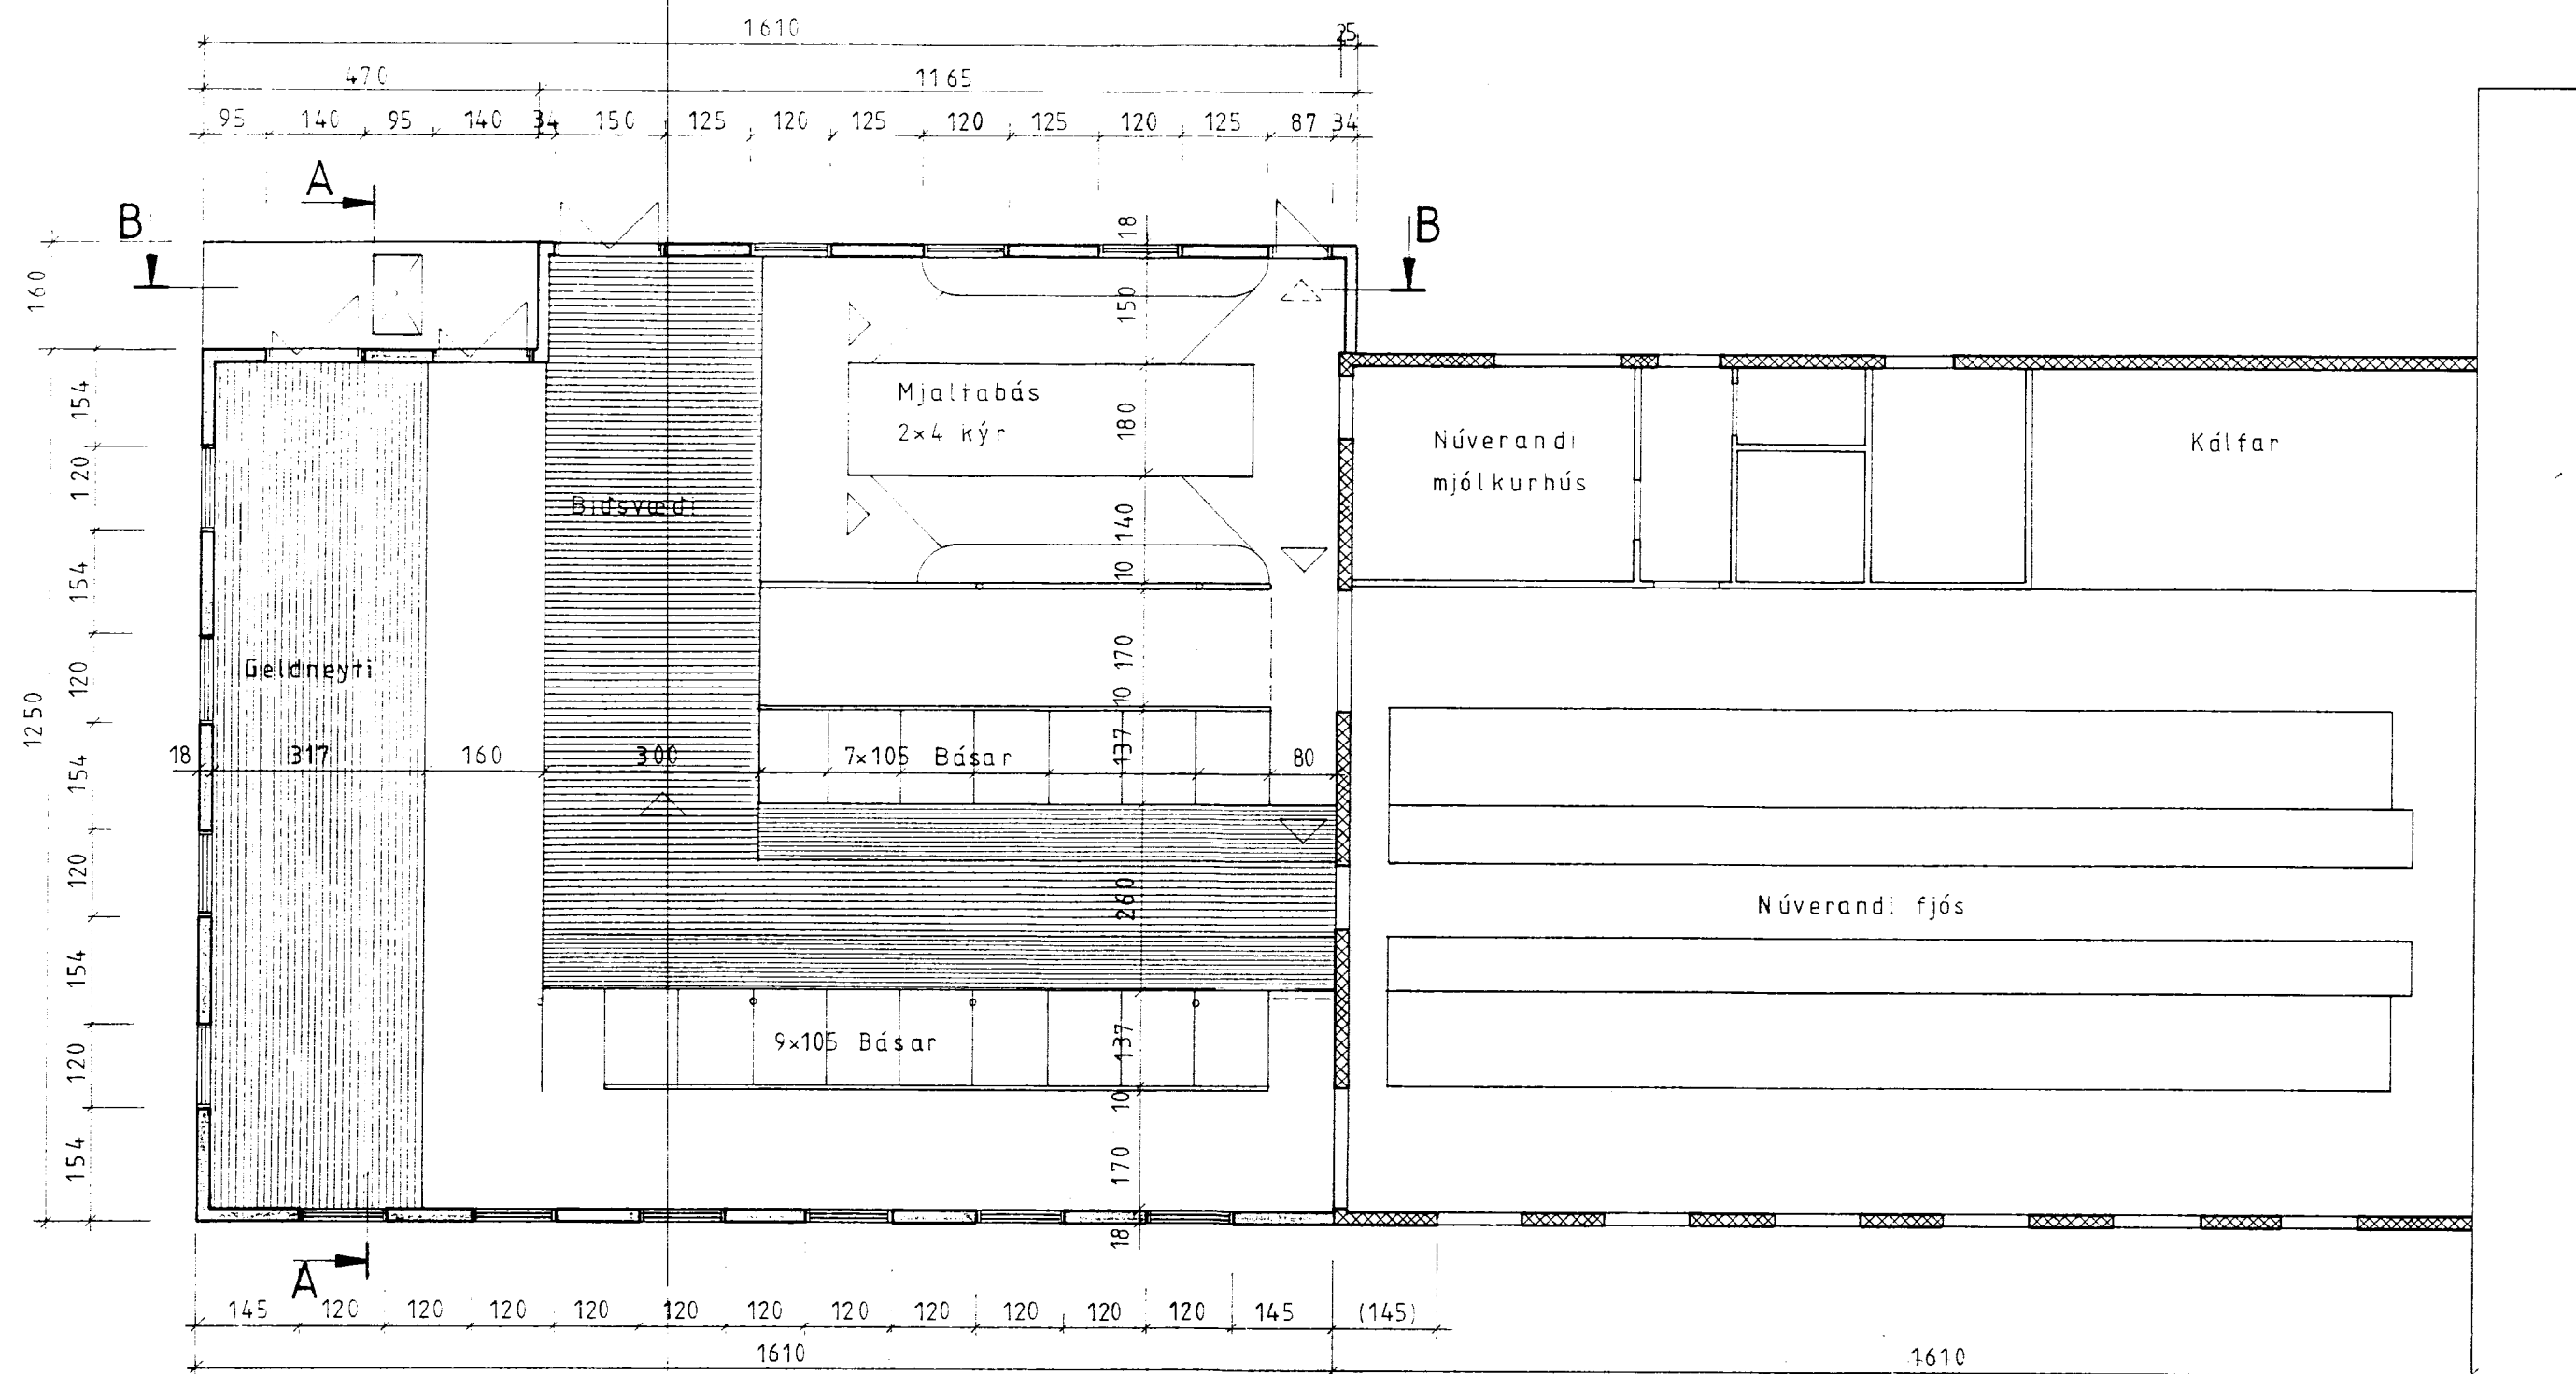 1610
25
470
1165
95 140 95 140 34 150 125 120 125 120 125 120 125 87 34
A
B
B
18
160
150
Mjaltabás
2×4 kýr
180
Núverandi
mjólkurhús
Kálfar
154
120
Biðsvæði
140
10
154
170
120
Geldneyti
10
1250
18
317
160
300
7×105 Básar
137
80
154
120
260
Núverandi fjós
154
9×105 Básar
137
120
10
154
170
18
A
145 120 120 120 120 120 120 120 120 120 120 120 145 (145)
1610
1610